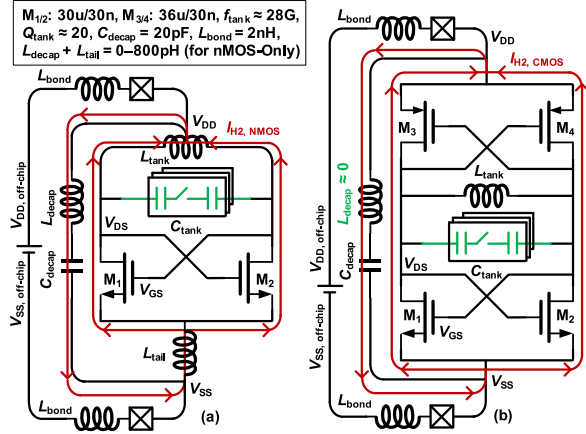 M1/2: 30u/30n, M3/4: 36u/30n, ftank ≈ 28G,
Qtank ≈ 20, Cdecap = 20pF, Lbond = 2nH,
Ldecap + Ltail = 0–800pH (for nMOS-Only)
Lbond
VDD
IH2, NMOS
VDD
Ltank
Ctank
Ldecap
Cdecap
VDD, off-chip
VSS, off-chip
VDS
M1
VGS
M2
Ltail
VSS
Lbond
(a)
Lbond
VDD
IH2, CMOS
M3
M4
Ltank
Ldecap ≈ 0
Ctank
Cdecap
VDD, off-chip
VSS, off-chip
VDS
M1
VGS
M2
VSS
Lbond
(b)